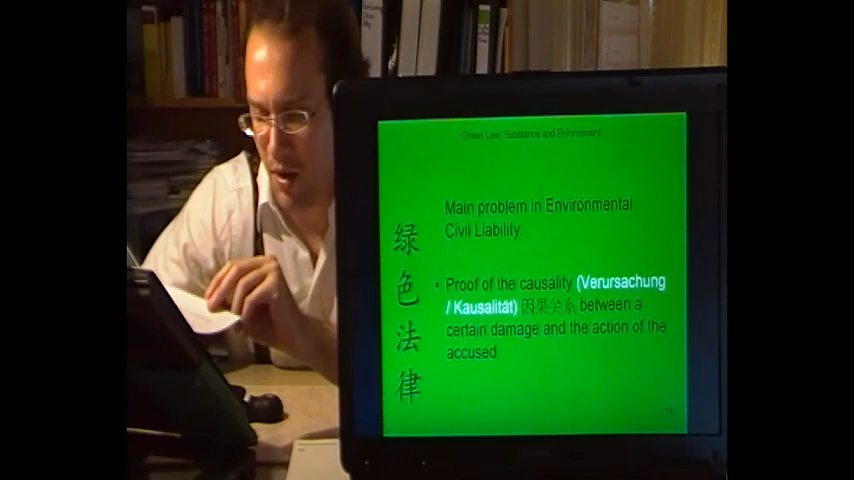 Green Law: Substance and Enforcement
Main problem in Environmental
Civil Liability:
• Proof of the causality (Verursachung
/ Kausalität) 因果关系 between a
certain damage and the action of the
accused
绿
色
法
律